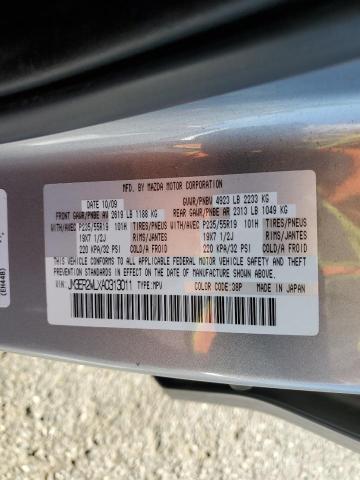 MFD. BY MAZDA MOTOR CORPORATION
DATE 10/09 GVWR/PNBV 4923 LB 2233 KG
FRONT GAWR/PNBE AV 2619 LB 1188 KG REAR GAWR/PNBE AR 2313 LB 1049 KG
WITH/AVEC P235/55R19 101H TIRES/PNEUS WITH/AVEC P235/55R19 101H TIRES/PNEUS
19X7 1/2J RIMS/JANTES 19X7 1/2J RIMS/JANTES
220 KPA/32 PSI COLD/A FROID 220 KPA/32 PSI COLD/A FROID
THIS VEHICLE CONFORMS TO ALL APPLICABLE FEDERAL MOTOR VEHICLE SAFETY AND
THEFT PREVENTION STANDARDS IN EFFECT ON THE DATE OF MANUFACTURE SHOWN ABOVE.
VIN: JM3ER2WLXA0313011 TYPE:MPV COLOR CODE:38P MADE IN JAPAN
(EH44B)